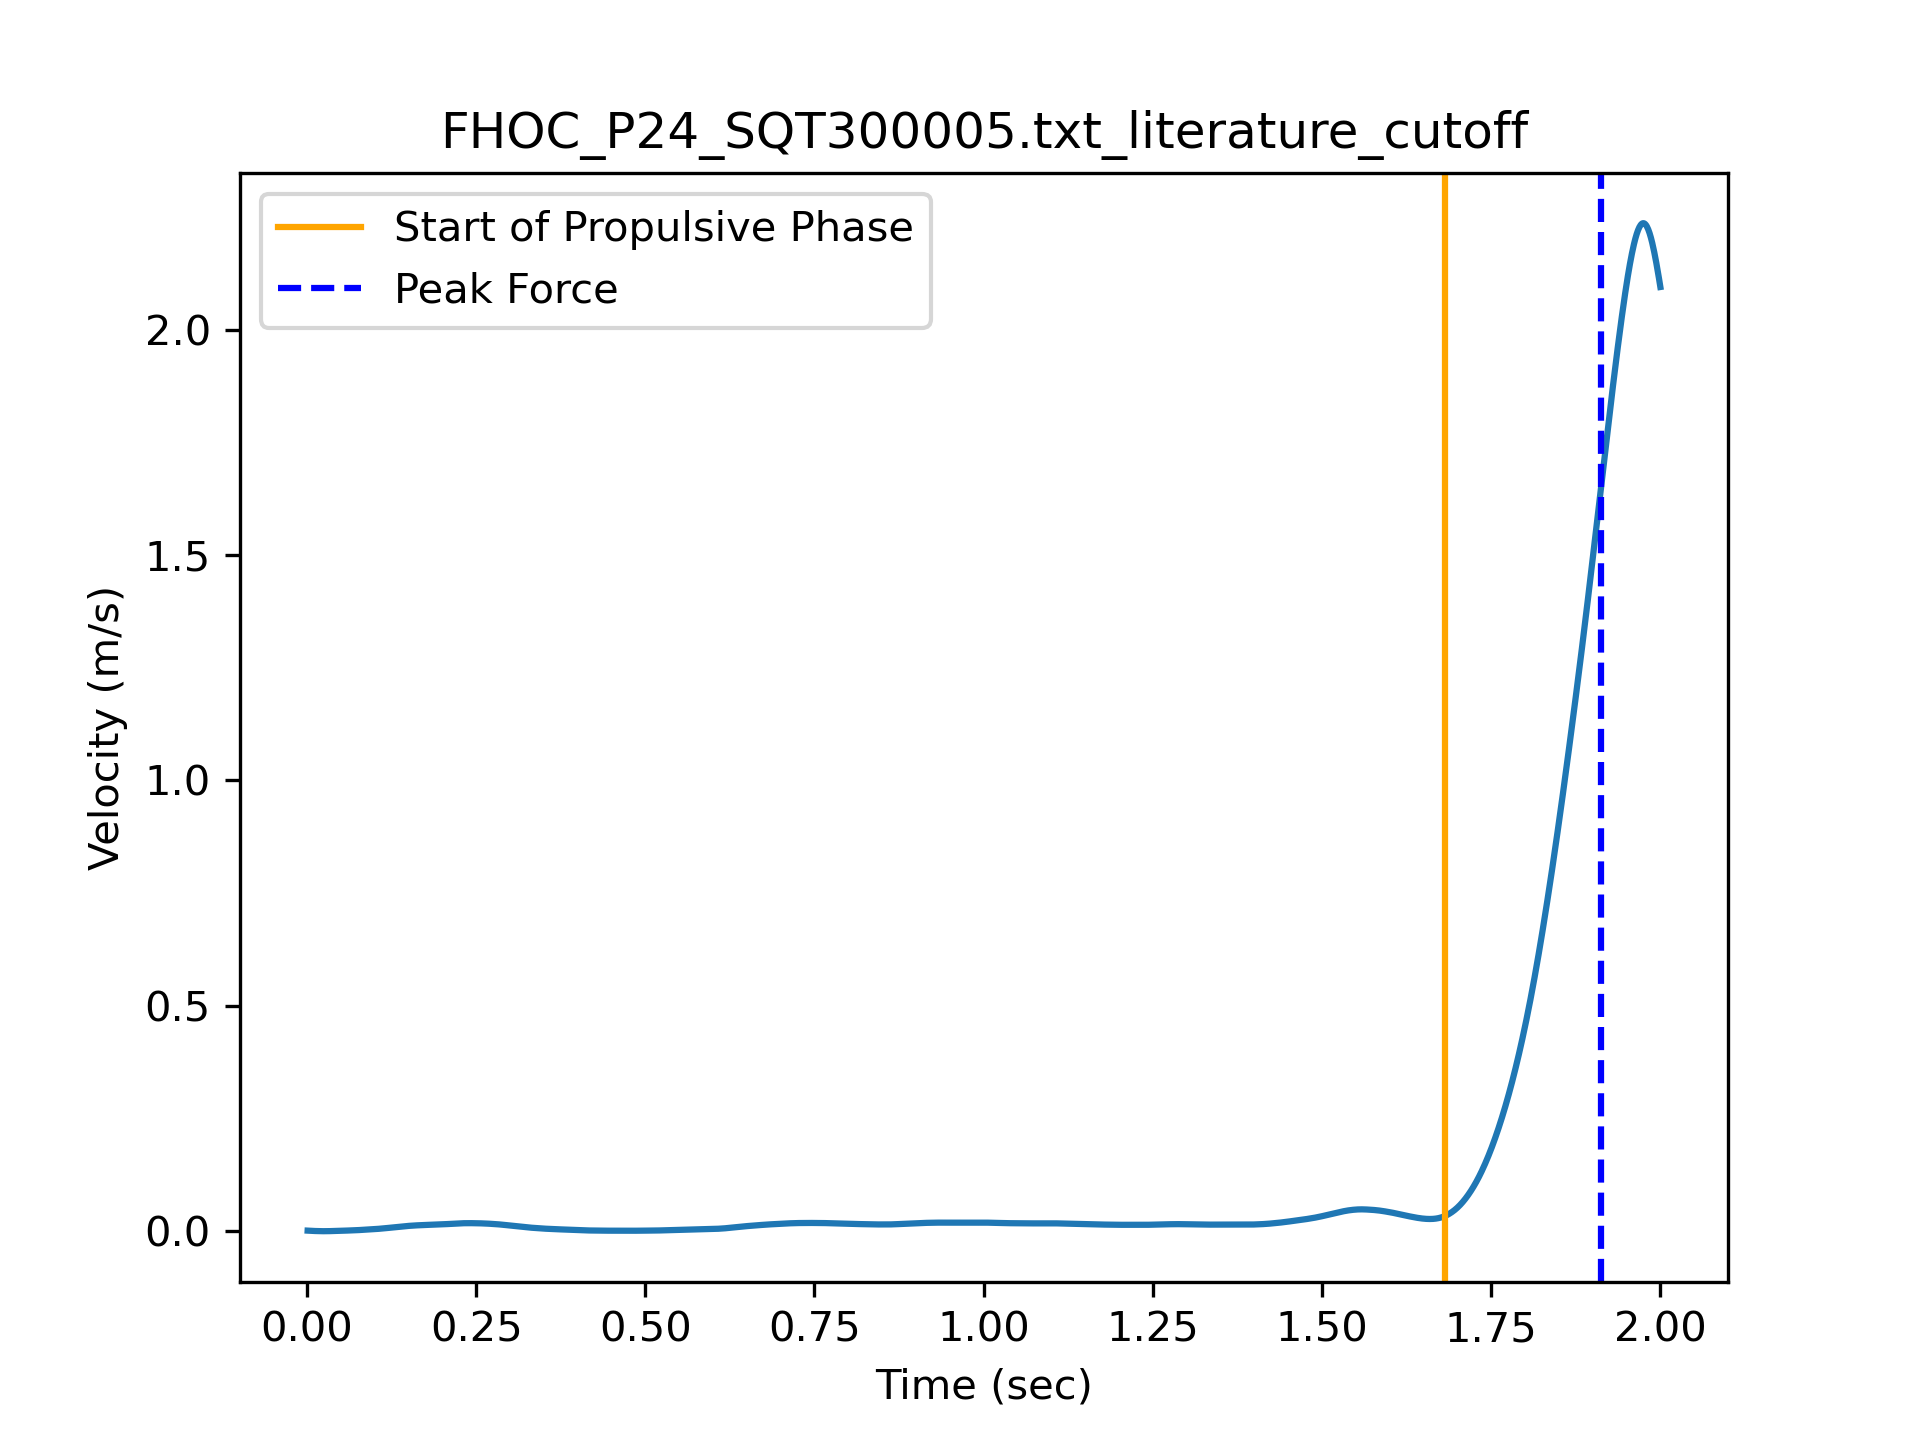 FHOC_P24_SQT300005.txt_literature_cutoff
Start of Propulsive Phase
Peak Force
2.0
1.5
1.0
0.5
0.0
Velocity (m/s)
0.00 0.25 0.50 0.75 1.00 1.25 1.50 1.75 2.00
Time (sec)